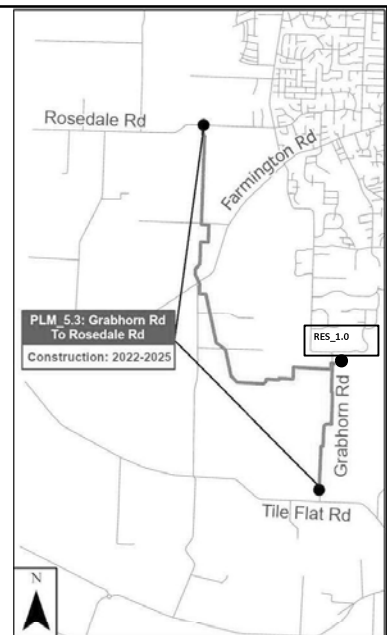 Rosedale Rd
Farmington Rd
PLM_5.3: Grabhorn Rd
To Rosedale Rd
Construction: 2022-2025
RES_1.0
Grabhorn Rd
Tile Flat Rd
N